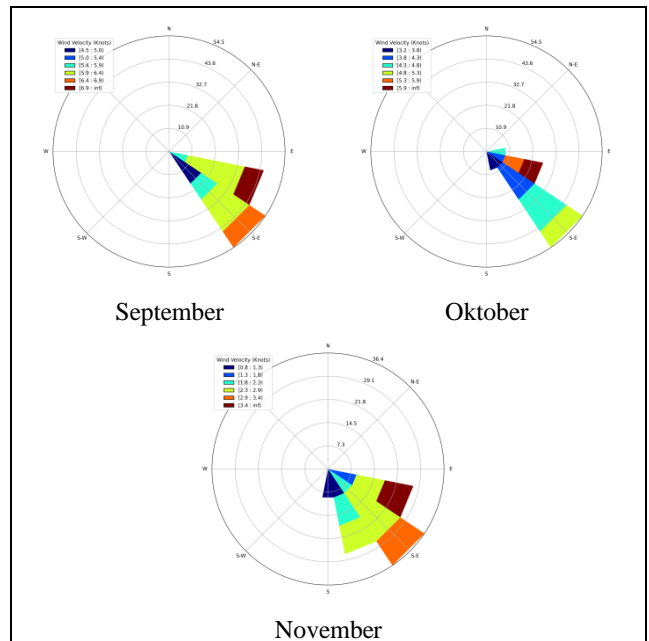 N
54.5
Wind Velocity (Knots)
[4.5 : 5.0)
[5.0 : 5.4)
[5.4 : 5.9)
[5.9 : 6.4)
[6.4 : 6.9)
[6.9 : inf)
43.6
N-E
32.7
21.8
10.9
W
E
S-W
S-E
S
September
N
54.5
Wind Velocity (Knots)
[3.2 : 3.8)
[3.8 : 4.3)
[4.3 : 4.8)
[4.8 : 5.3)
[5.3 : 5.9)
[5.9 : inf)
43.6
N-E
32.7
21.8
10.9
W
E
S-W
S-E
S
Oktober
N
36.4
Wind Velocity (Knots)
[0.8 : 1.3)
[1.3 : 1.8)
[1.8 : 2.3)
[2.3 : 2.9)
[2.9 : 3.4)
[3.4 : inf)
29.1
N-E
21.8
14.5
7.3
W
E
S-W
S-E
S
November